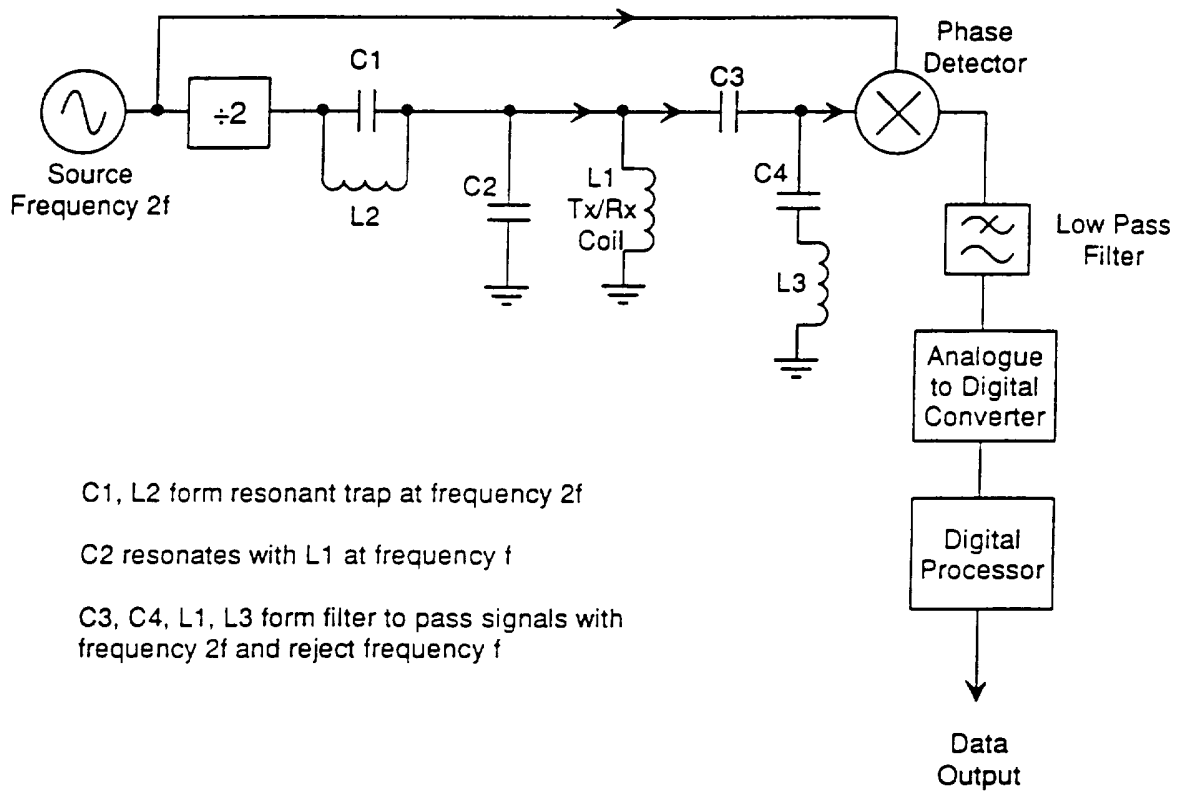 Phase
Detector
C1
C3
÷2
Source
Frequency 2f
L2
C2
L1
Tx/Rx
Coil
C4
L3
Low Pass
Filter
Analogue
to Digital
Converter
C1, L2 form resonant trap at frequency 2f
C2 resonates with L1 at frequency f
C3, C4, L1, L3 form filter to pass signals with
frequency 2f and reject frequency f
Digital
Processor
Data
Output